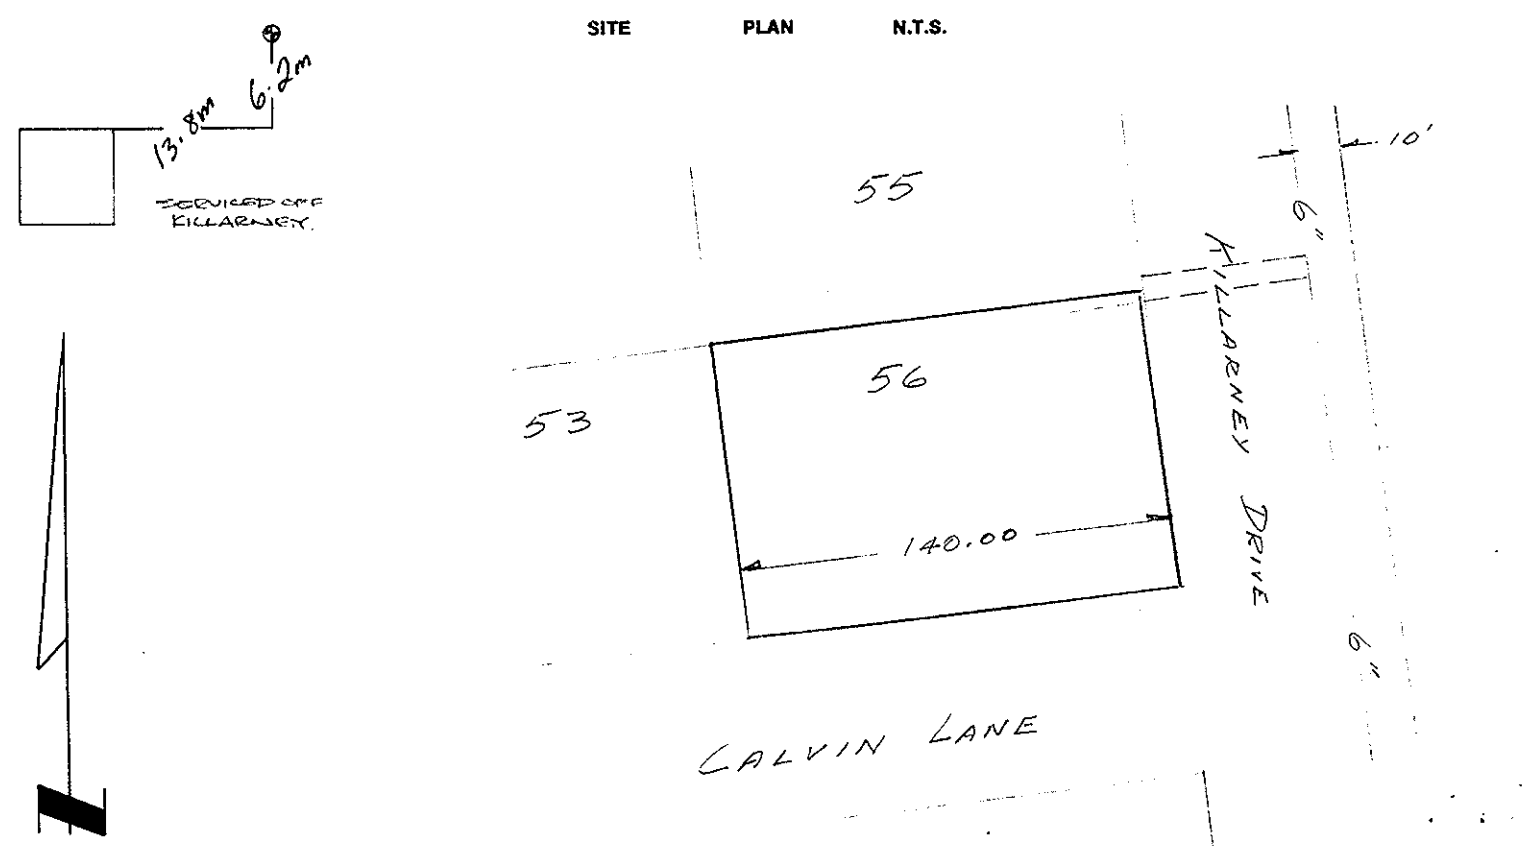 SITE PLAN N.T.S.
6.2m
13.8m
SERVICED OFF
KILLARNEY.
10'
55
6"
KILLARNEY DRIVE
56
53
140.00
6"
CALVIN LANE
N